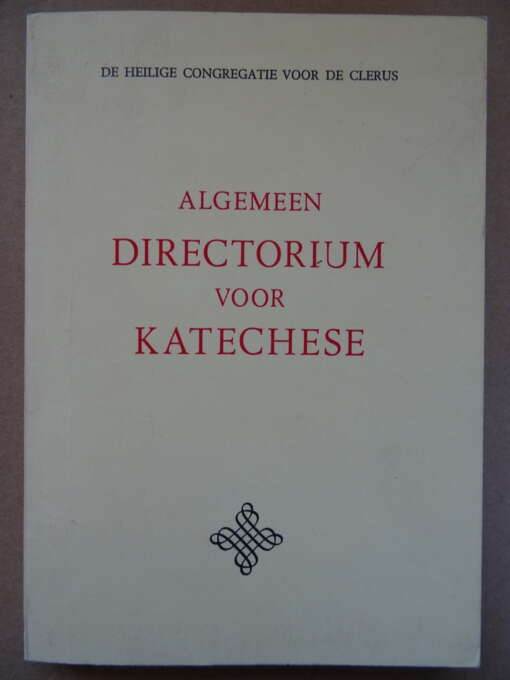 DE HEILIGE CONGREGATIE VOOR DE CLERUS
ALGEMEEN
DIRECTORIUM
VOOR
KATECHESE